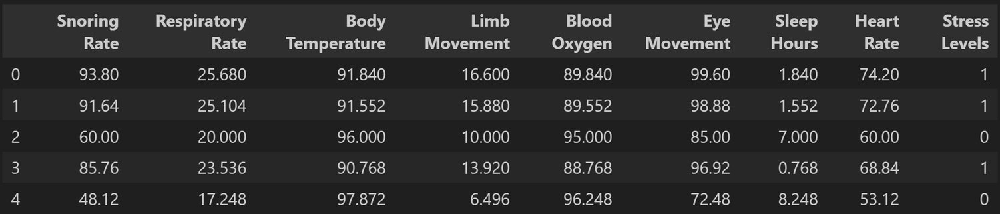 Snoring Respiratory Body Limb Blood Eye Sleep Heart Stress
Rate Rate Temperature Movement Oxygen Movement Hours Rate Levels
0 93.80 25.680 91.840 16.600 89.840 99.60 1.840 74.20 1
1 91.64 25.104 91.552 15.880 89.552 98.88 1.552 72.76 1
2 60.00 20.000 96.000 10.000 95.000 85.00 7.000 60.00 0
3 85.76 23.536 90.768 13.920 88.768 96.92 0.768 68.84 1
4 48.12 17.248 97.872 6.496 96.248 72.48 8.248 53.12 0